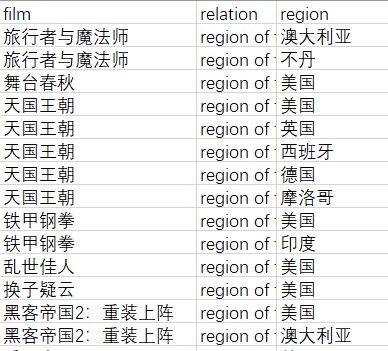 film relation region
旅行者与魔法师 region of 澳大利亚
旅行者与魔法师 region of 不丹
舞台春秋 region of 美国
天国王朝 region of 美国
天国王朝 region of 英国
天国王朝 region of 西班牙
天国王朝 region of 德国
天国王朝 region of 摩洛哥
铁甲钢拳 region of 美国
铁甲钢拳 region of 印度
乱世佳人 region of 美国
换子疑云 region of 美国
黑客帝国2：重装上阵 region of 美国
黑客帝国2：重装上阵 region of 澳大利亚